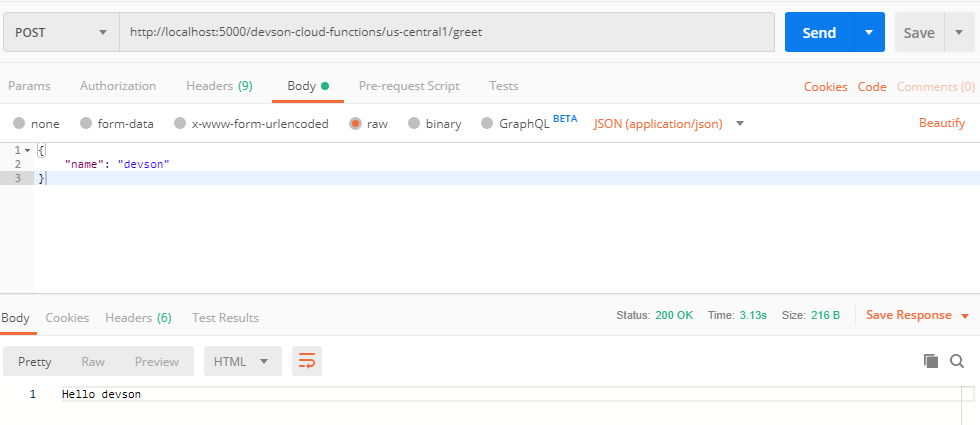 POST http://localhost:5000/devson-cloud-functions/us-central1/greet Send Save
Params Authorization Headers (9) Body Pre-request Script Tests Cookies Code Comments (0)
none form-data x-www-form-urlencoded raw binary GraphQL BETA JSON (application/json) Beautify
1 {
2 "name": "devson"
3 }
Body Cookies Headers (6) Test Results Status: 200 OK Time: 3.13s Size: 216 B Save Response
Pretty Raw Preview HTML
1 Hello devson